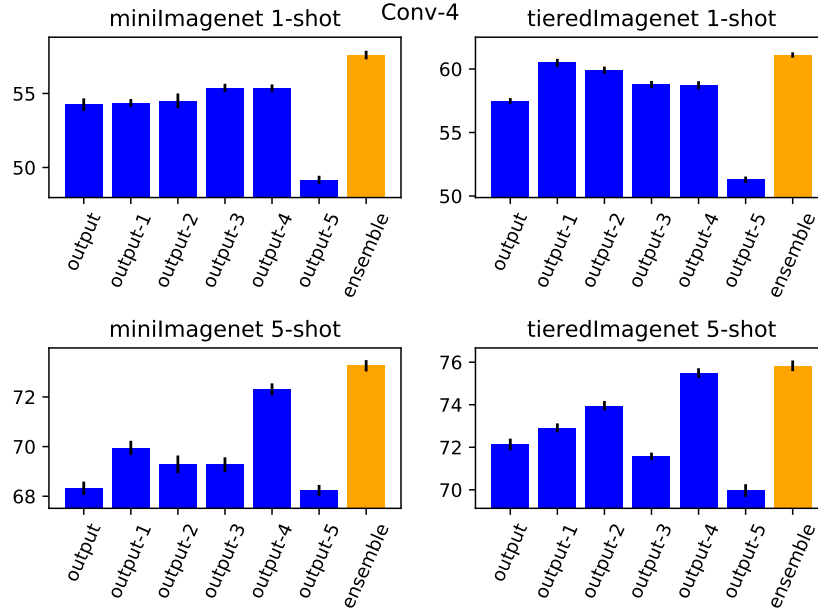 Conv-4
miniImagenet 1-shot
55
50
output
output-1
output-2
output-3
output-4
output-5
ensemble
tieredImagenet 1-shot
60
55
50
output
output-1
output-2
output-3
output-4
output-5
ensemble
miniImagenet 5-shot
72
70
68
output
output-1
output-2
output-3
output-4
output-5
ensemble
tieredImagenet 5-shot
76
74
72
70
output
output-1
output-2
output-3
output-4
output-5
ensemble